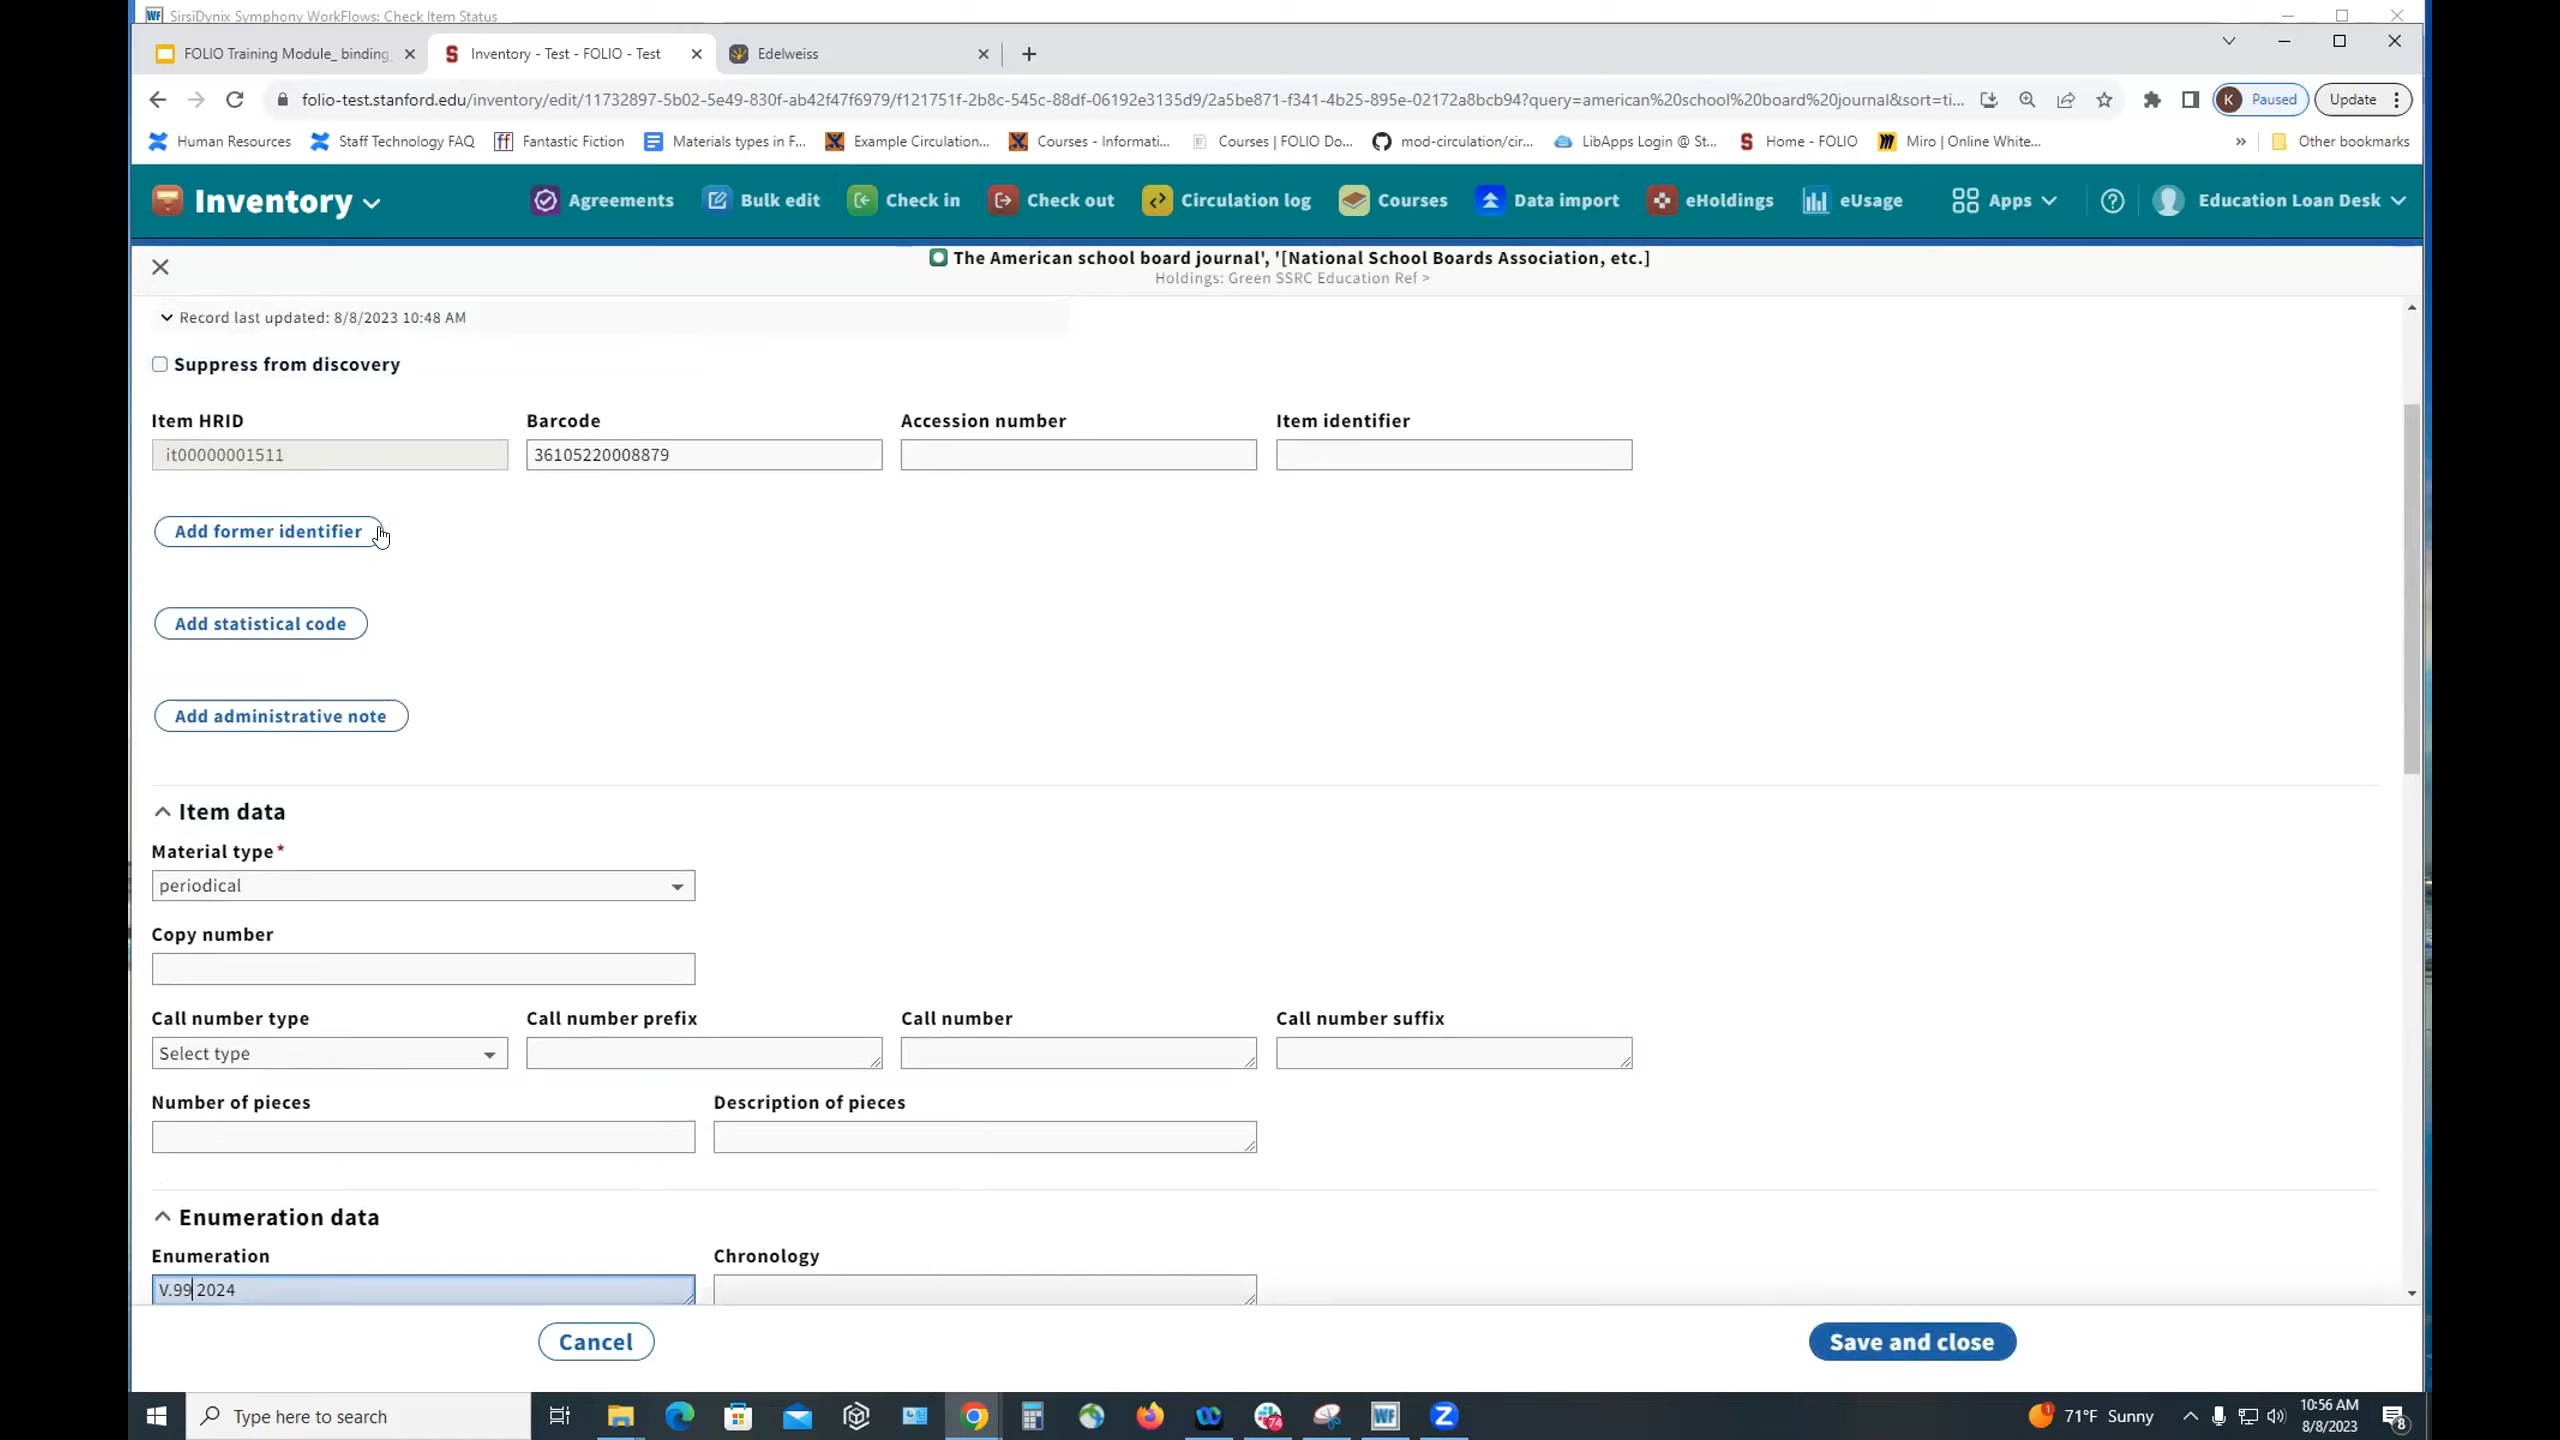 SirsiDynix Symphony WorkFlows: Check Item Status
FOLIO Training Module_ binding_
Inventory - Test - FOLIO - Test
Edelweiss
folio-test.stanford.edu/inventory/edit/11732897-5b02-5e49-830f-ab42f47f6979/f121751f-2b8c-545c-88df-06192e3135d9/2a5be871-f341-4b25-895e-02172a8bcb94?query=american%20school%20board%20journal&sort=ti...
K Paused
Update
Human Resources
Staff Technology FAQ
Fantastic Fiction
Materials types in F...
Example Circulation...
Courses - Informati...
Courses | FOLIO Do...
mod-circulation/cir...
LibApps Login @ St...
Home - FOLIO
Miro | Online White...
»
Other bookmarks
Inventory
Agreements
Bulk edit
Check in
Check out
Circulation log
Courses
Data import
eHoldings
eUsage
Apps
Education Loan Desk
The American school board journal', '[National School Boards Association, etc.]
Holdings: Green SSRC Education Ref >
Record last updated: 8/8/2023 10:48 AM
Suppress from discovery
Item HRID
Barcode
Accession number
Item identifier
it00000001511
36105220008879
Add former identifier
Add statistical code
Add administrative note
Item data
Material type*
periodical
Copy number
Call number type
Call number prefix
Call number
Call number suffix
Select type
Number of pieces
Description of pieces
Enumeration data
Enumeration
Chronology
V.99 2024
Cancel
Save and close
Type here to search
74
WF
1
71°F Sunny
10:56 AM
8/8/2023
8